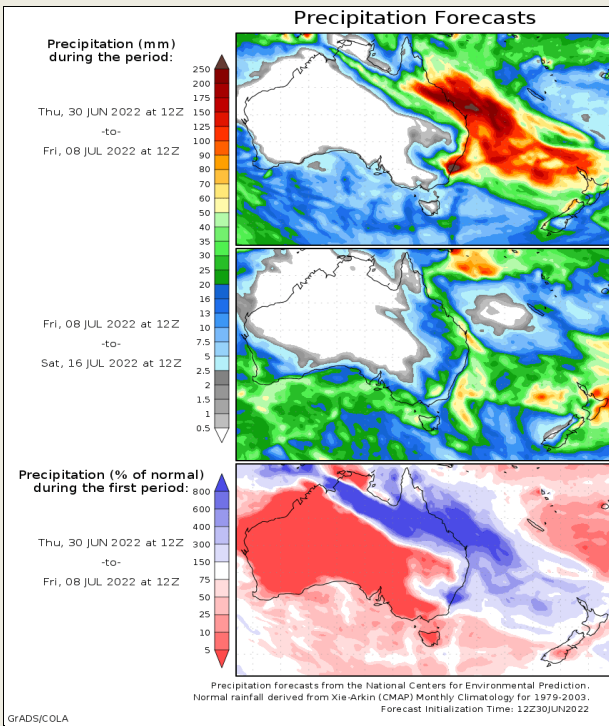 Precipitation Forecasts
Precipitation (mm)
during the period:
Thu, 30 JUN 2022 at 12Z
-to-
Fri, 08 JUL 2022 at 12Z
250
200
175
150
125
100
90
80
70
60
50
40
35
30
25
20
16
13
10
7.5
5
2.5
2
1.5
1
0.5
Fri, 08 JUL 2022 at 12Z
-to-
Sat, 16 JUL 2022 at 12Z
Precipitation (% of normal)
during the first period:
Thu, 30 JUN 2022 at 12Z
-to-
Fri, 08 JUL 2022 at 12Z
800
600
400
300
150
75
50
25
10
5
Precipitation forecasts from the National Centers for Environmental Prediction.
Normal rainfall derived from Xie-Arkin (CMAP) Monthly Climatology for 1979-2003.
Forecast Initialization Time: 12Z30JUN2022
GrADS/COLA